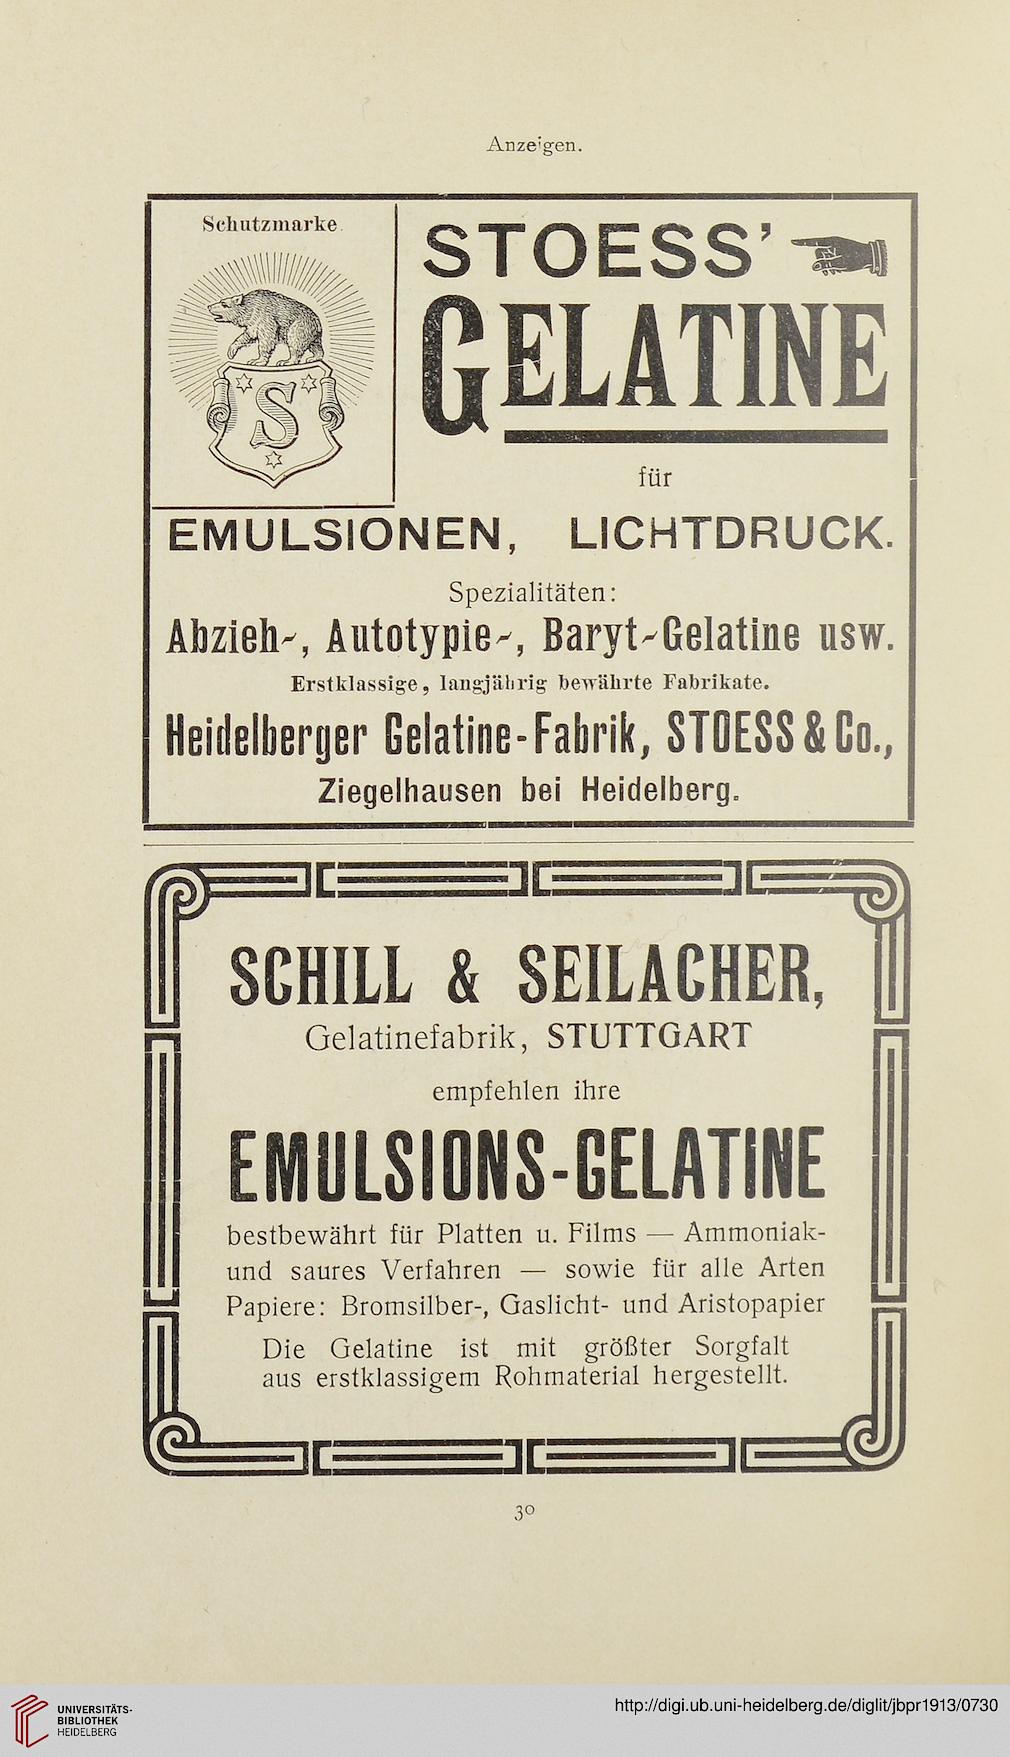 Anzeigen.
Schutzmarke
S
STOESS'
GELATINE
für
EMULSIONEN, LICHTDRUCK.
Spezialitäten:
Abzieh-, Autotypie-, Baryt-Gelatine usw.
Erstklassige, langjährig bewährte Fabrikate.
Heidelberger Gelatine-Fabrik, STOESS & Co.,
Ziegelhausen bei Heidelberg.
SCHILL & SEILACHER,
Gelatinefabrik, STUTTGART
empfehlen ihre
EMULSIONS-GELATINE
bestbewährt für Platten u. Films — Ammoniak-
und saures Verfahren — sowie für alle Arten
Papiere: Bromsilber-, Gaslicht- und Aristopapier
Die Gelatine ist mit größter Sorgfalt
aus erstklassigem Rohmaterial hergestellt.
30
UNIVERSITÄTS-
BIBLIOTHEK
HEIDELBERG
http://digi.ub.uni-heidelberg.de/diglit/jbpr1913/0730